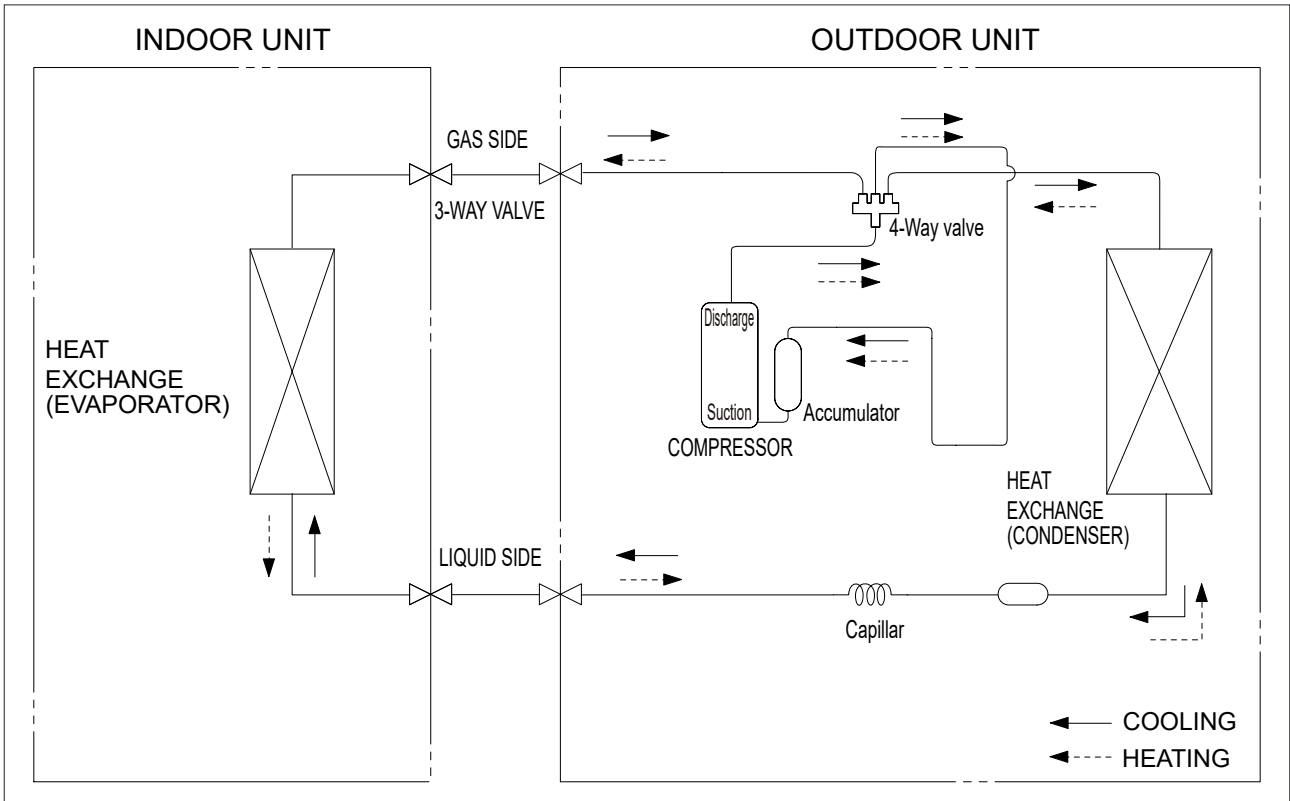 INDOOR UNIT
OUTDOOR UNIT
GAS SIDE
3-WAY VALVE
4-Way valve
Discharge
Suction
Accumulator
COMPRESSOR
HEAT
EXCHANGE
(EVAPORATOR)
HEAT
EXCHANGE
(CONDENSER)
LIQUID SIDE
Capillar
COOLING
HEATING